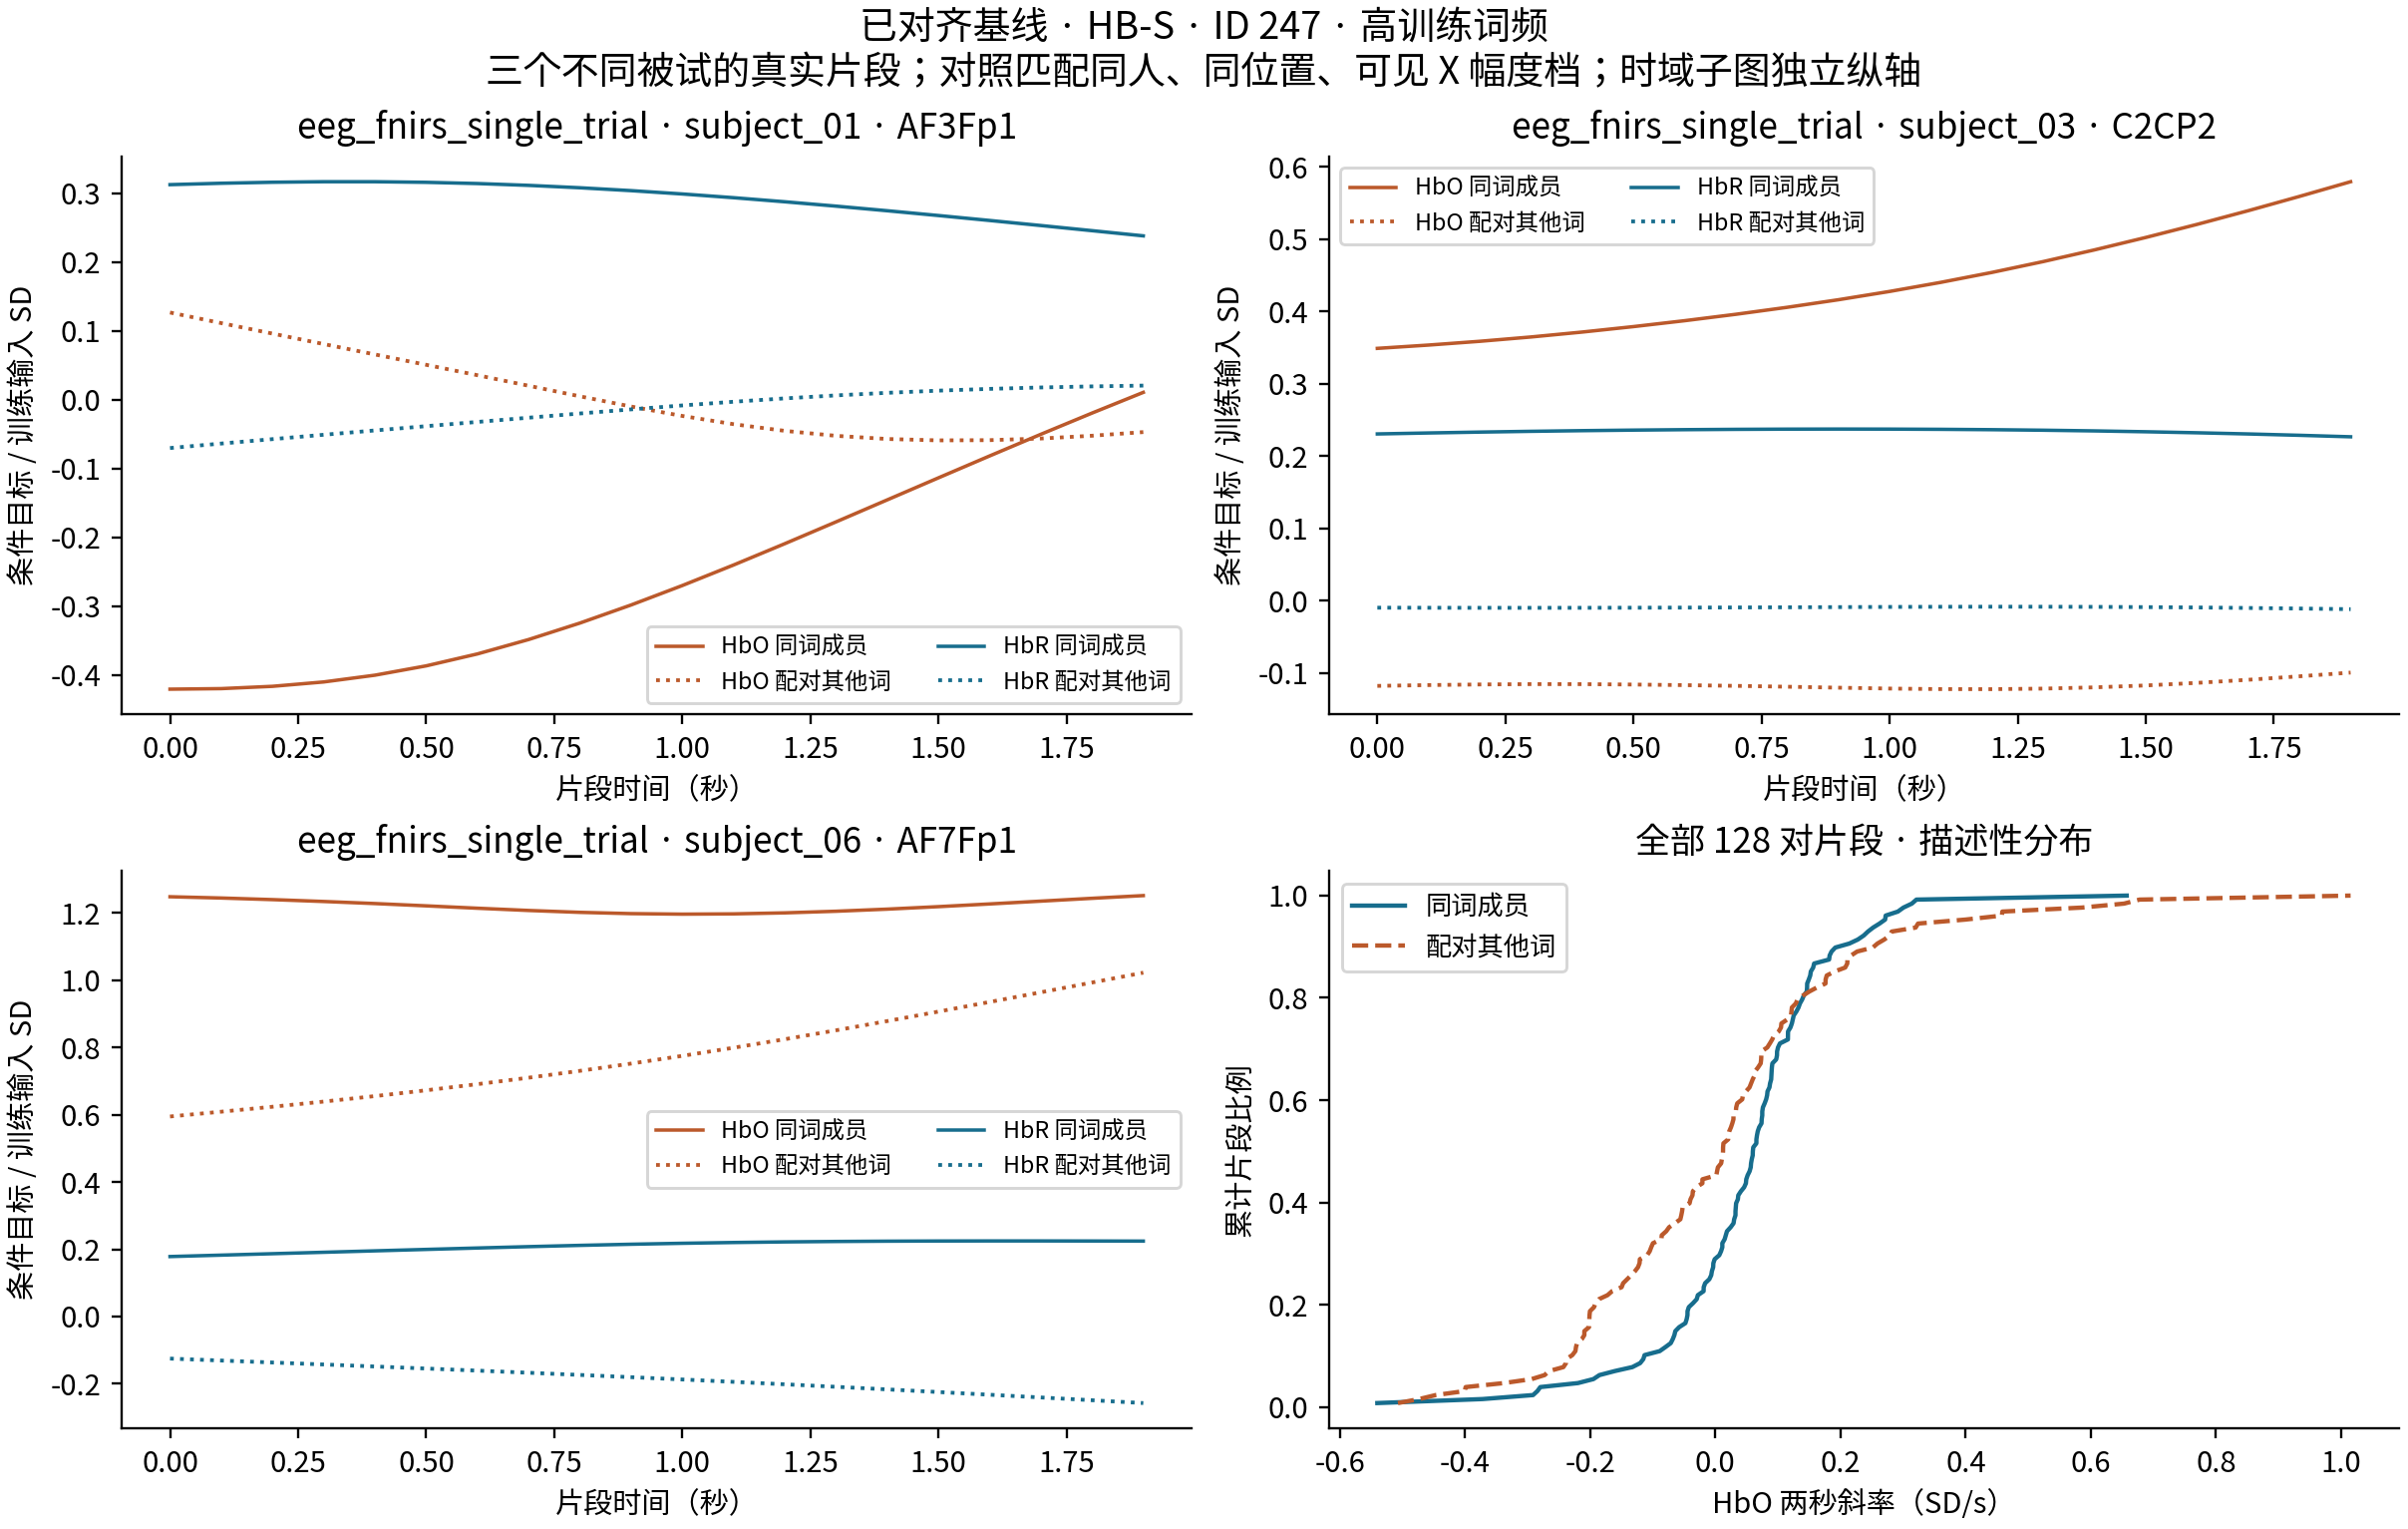 已对齐基线 · HB-S · ID 247 · 高训练词频
三个不同被试的真实片段；对照匹配同人、同位置、可见 X 幅度档；时域子图独立纵轴
eeg_fnirs_single_trial · subject_01 · AF3Fp1
条件目标 / 训练输入 SD
0.3
0.2
0.1
0.0
-0.1
-0.2
-0.3
-0.4
HbO 同词成员
HbO 配对其他词
HbR 同词成员
HbR 配对其他词
0.00 0.25 0.50 0.75 1.00 1.25 1.50 1.75
片段时间（秒）
eeg_fnirs_single_trial · subject_03 · C2CP2
条件目标 / 训练输入 SD
0.6
0.5
0.4
0.3
0.2
0.1
0.0
-0.1
HbO 同词成员
HbO 配对其他词
HbR 同词成员
HbR 配对其他词
0.00 0.25 0.50 0.75 1.00 1.25 1.50 1.75
片段时间（秒）
eeg_fnirs_single_trial · subject_06 · AF7Fp1
条件目标 / 训练输入 SD
1.2
1.0
0.8
0.6
0.4
0.2
0.0
-0.2
HbO 同词成员
HbO 配对其他词
HbR 同词成员
HbR 配对其他词
0.00 0.25 0.50 0.75 1.00 1.25 1.50 1.75
片段时间（秒）
全部 128 对片段 · 描述性分布
累计片段比例
1.0
0.8
0.6
0.4
0.2
0.0
同词成员
配对其他词
-0.6 -0.4 -0.2 0.0 0.2 0.4 0.6 0.8 1.0
HbO 两秒斜率（SD/s）